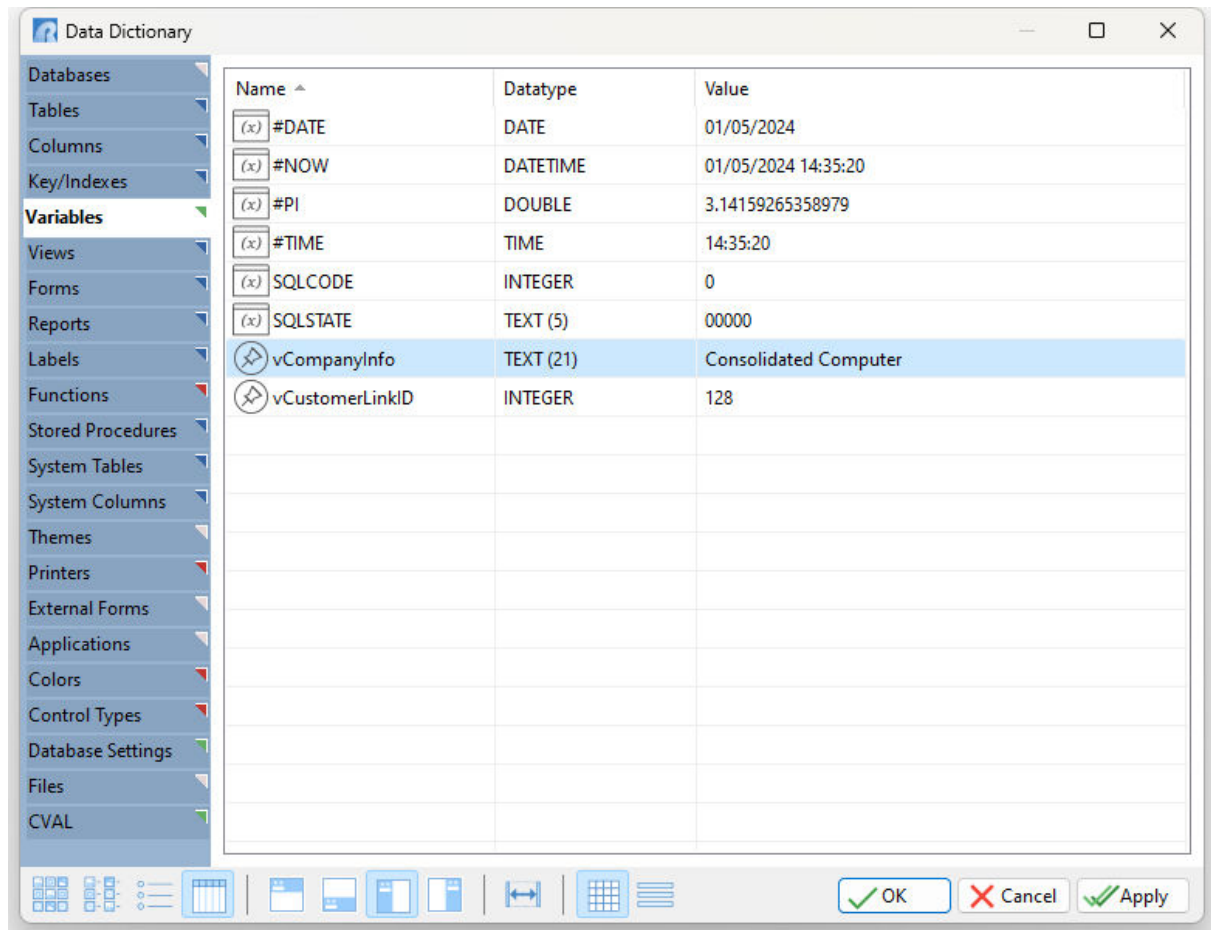 Data Dictionary
Databases
Tables
Columns
Key/Indexes
Variables
Views
Forms
Reports
Labels
Functions
Stored Procedures
System Tables
System Columns
Themes
Printers
External Forms
Applications
Colors
Control Types
Database Settings
Files
CVAL
Name Datatype Value
(x) #DATE DATE 01/05/2024
(x) #NOW DATETIME 01/05/2024 14:35:20
(x) #PI DOUBLE 3.14159265358979
(x) #TIME TIME 14:35:20
(x) SQLCODE INTEGER 0
(x) SQLSTATE TEXT (5) 00000
vCompanyInfo TEXT (21) Consolidated Computer
vCustomerLinkID INTEGER 128
OK Cancel Apply